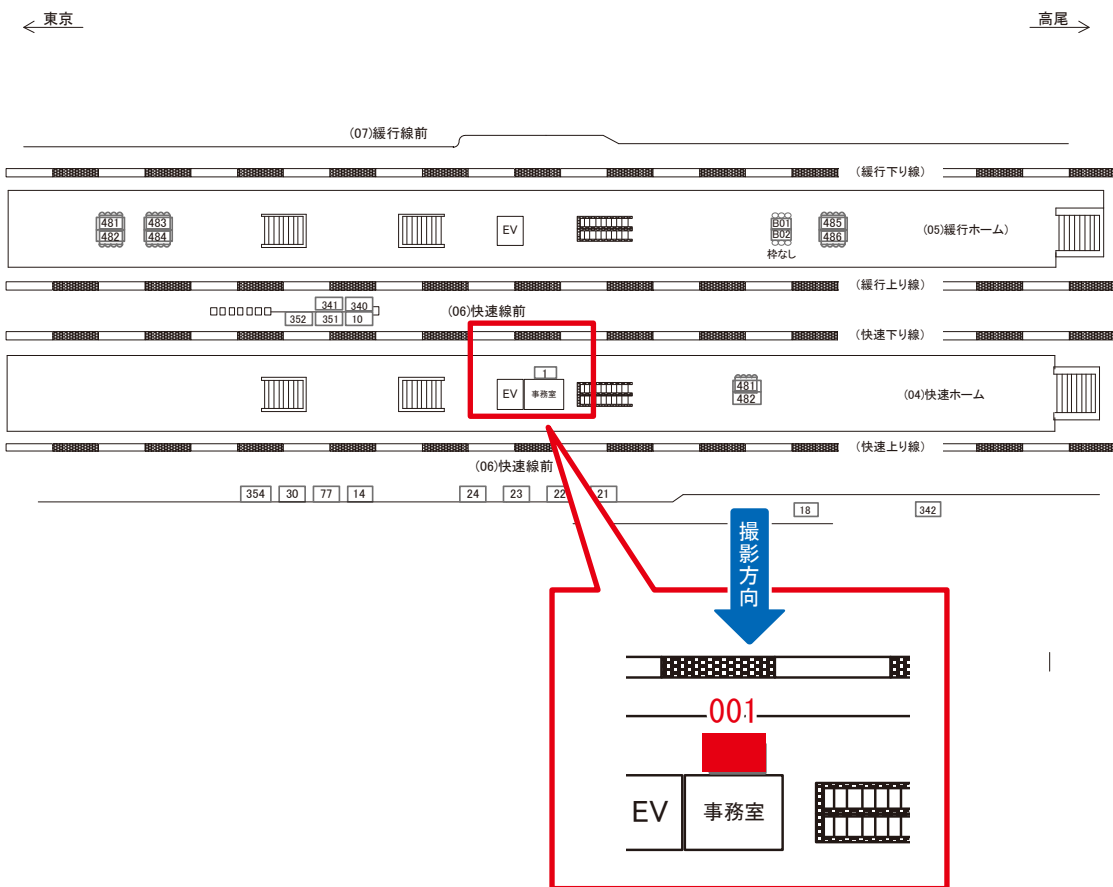 東京
高尾
(07)緩行線前
(緩行下り線)
481
482
483
484
EV
B01
B02
枠なし
485
486
(05)緩行ホーム)
(緩行上り線)
341
340
352
351
10
(06)快速線前
(快速下り線)
1
EV
事務室
481
482
(04)快速ホーム
(快速上り線)
(06)快速線前
354
30
77
14
24
23
22
21
18
342
撮影方向
001
EV
事務室